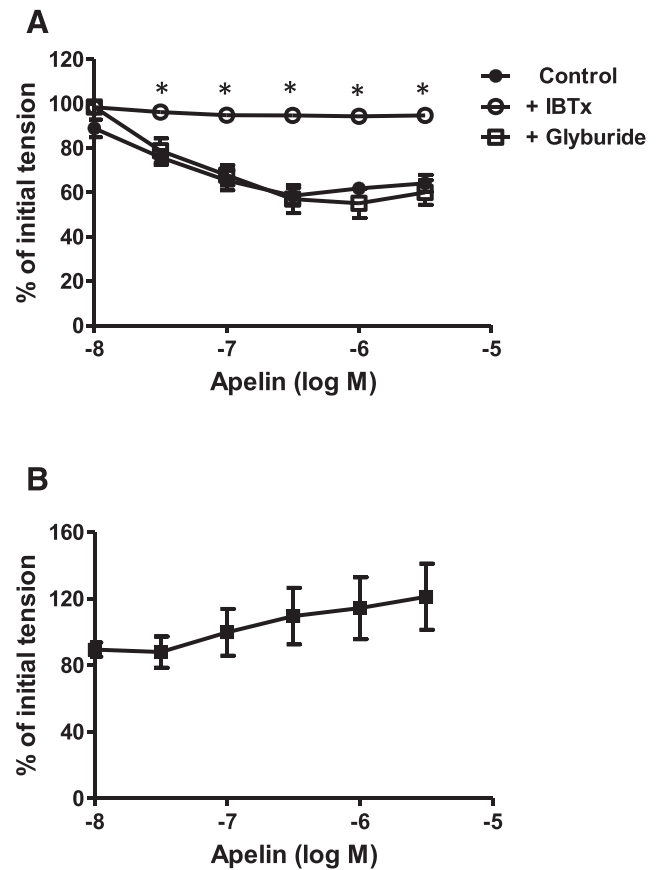 A
120
100
80
60
40
20
0
% of initial tension
* * * * *
Control
+ IBTx
+ Glyburide
-8 -7 -6 -5
Apelin (log M)
B
160
120
80
40
0
% of initial tension
-8 -7 -6 -5
Apelin (log M)